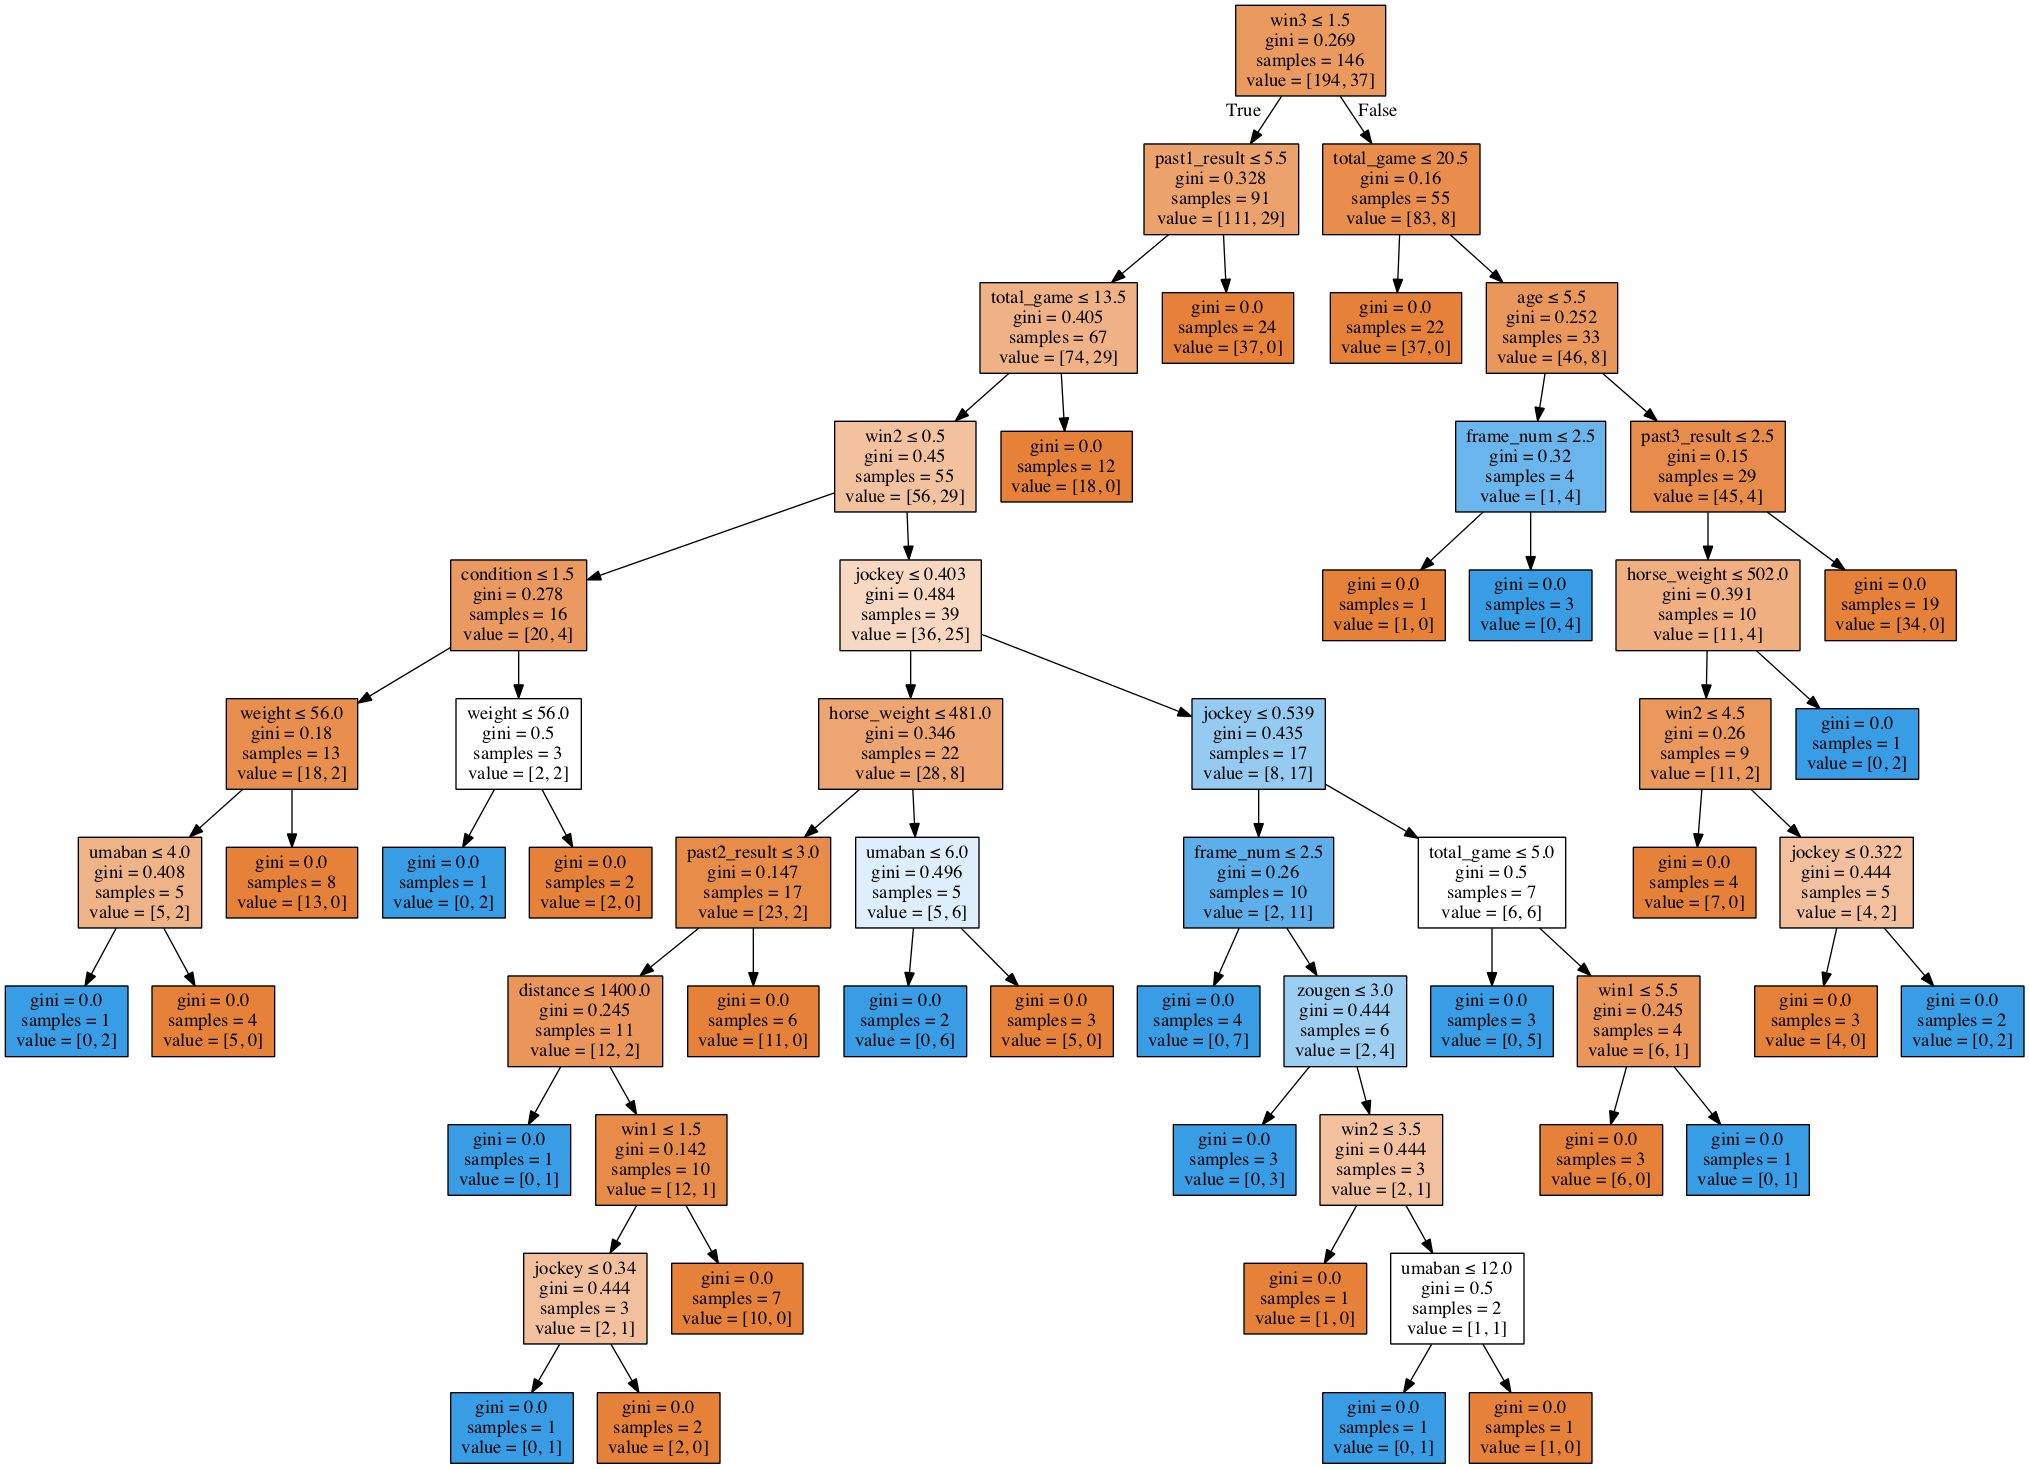 win3 ≤ 1.5
gini = 0.269
samples = 146
value = [194, 37]
True
False
past1_result ≤ 5.5
gini = 0.328
samples = 91
value = [111, 29]
total_game ≤ 20.5
gini = 0.16
samples = 55
value = [83, 8]
total_game ≤ 13.5
gini = 0.405
samples = 67
value = [74, 29]
gini = 0.0
samples = 24
value = [37, 0]
gini = 0.0
samples = 22
value = [37, 0]
age ≤ 5.5
gini = 0.252
samples = 33
value = [46, 8]
win2 ≤ 0.5
gini = 0.45
samples = 55
value = [56, 29]
gini = 0.0
samples = 12
value = [18, 0]
frame_num ≤ 2.5
gini = 0.32
samples = 4
value = [1, 4]
past3_result ≤ 2.5
gini = 0.15
samples = 29
value = [45, 4]
condition ≤ 1.5
gini = 0.278
samples = 16
value = [20, 4]
jockey ≤ 0.403
gini = 0.484
samples = 39
value = [36, 25]
gini = 0.0
samples = 1
value = [1, 0]
gini = 0.0
samples = 3
value = [0, 4]
horse_weight ≤ 502.0
gini = 0.391
samples = 10
value = [11, 4]
gini = 0.0
samples = 19
value = [34, 0]
weight ≤ 56.0
gini = 0.18
samples = 13
value = [18, 2]
weight ≤ 56.0
gini = 0.5
samples = 3
value = [2, 2]
horse_weight ≤ 481.0
gini = 0.346
samples = 22
value = [28, 8]
jockey ≤ 0.539
gini = 0.435
samples = 17
value = [8, 17]
win2 ≤ 4.5
gini = 0.26
samples = 9
value = [11, 2]
gini = 0.0
samples = 1
value = [0, 2]
umaban ≤ 4.0
gini = 0.408
samples = 5
value = [5, 2]
gini = 0.0
samples = 8
value = [13, 0]
gini = 0.0
samples = 1
value = [0, 2]
gini = 0.0
samples = 2
value = [2, 0]
past2_result ≤ 3.0
gini = 0.147
samples = 17
value = [23, 2]
umaban ≤ 6.0
gini = 0.496
samples = 5
value = [5, 6]
frame_num ≤ 2.5
gini = 0.26
samples = 10
value = [2, 11]
total_game ≤ 5.0
gini = 0.5
samples = 7
value = [6, 6]
gini = 0.0
samples = 4
value = [7, 0]
jockey ≤ 0.322
gini = 0.444
samples = 5
value = [4, 2]
gini = 0.0
samples = 1
value = [0, 2]
gini = 0.0
samples = 4
value = [5, 0]
distance ≤ 1400.0
gini = 0.245
samples = 11
value = [12, 2]
gini = 0.0
samples = 6
value = [11, 0]
gini = 0.0
samples = 2
value = [0, 6]
gini = 0.0
samples = 3
value = [5, 0]
gini = 0.0
samples = 4
value = [0, 7]
zougen ≤ 3.0
gini = 0.444
samples = 6
value = [2, 4]
gini = 0.0
samples = 3
value = [0, 5]
win1 ≤ 5.5
gini = 0.245
samples = 4
value = [6, 1]
gini = 0.0
samples = 3
value = [4, 0]
gini = 0.0
samples = 2
value = [0, 2]
gini = 0.0
samples = 1
value = [0, 1]
win1 ≤ 1.5
gini = 0.142
samples = 10
value = [12, 1]
gini = 0.0
samples = 3
value = [0, 3]
win2 ≤ 3.5
gini = 0.444
samples = 3
value = [2, 1]
gini = 0.0
samples = 3
value = [6, 0]
gini = 0.0
samples = 1
value = [0, 1]
jockey ≤ 0.34
gini = 0.444
samples = 3
value = [2, 1]
gini = 0.0
samples = 7
value = [10, 0]
gini = 0.0
samples = 1
value = [1, 0]
umaban ≤ 12.0
gini = 0.5
samples = 2
value = [1, 1]
gini = 0.0
samples = 1
value = [0, 1]
gini = 0.0
samples = 2
value = [2, 0]
gini = 0.0
samples = 1
value = [0, 1]
gini = 0.0
samples = 1
value = [1, 0]